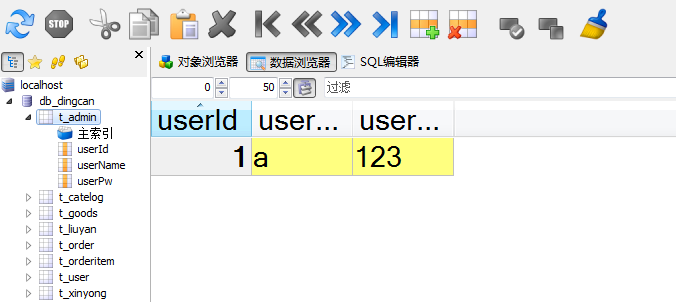 STOP
对象浏览器 数据浏览器 SQL编辑器
0 50 过滤
localhost
db_dingcan
t_admin
主索引
userId
userName
userPw
t_catelog
t_goods
t_liuyan
t_order
t_orderitem
t_user
t_xinyong
userId user... user...
1 a 123